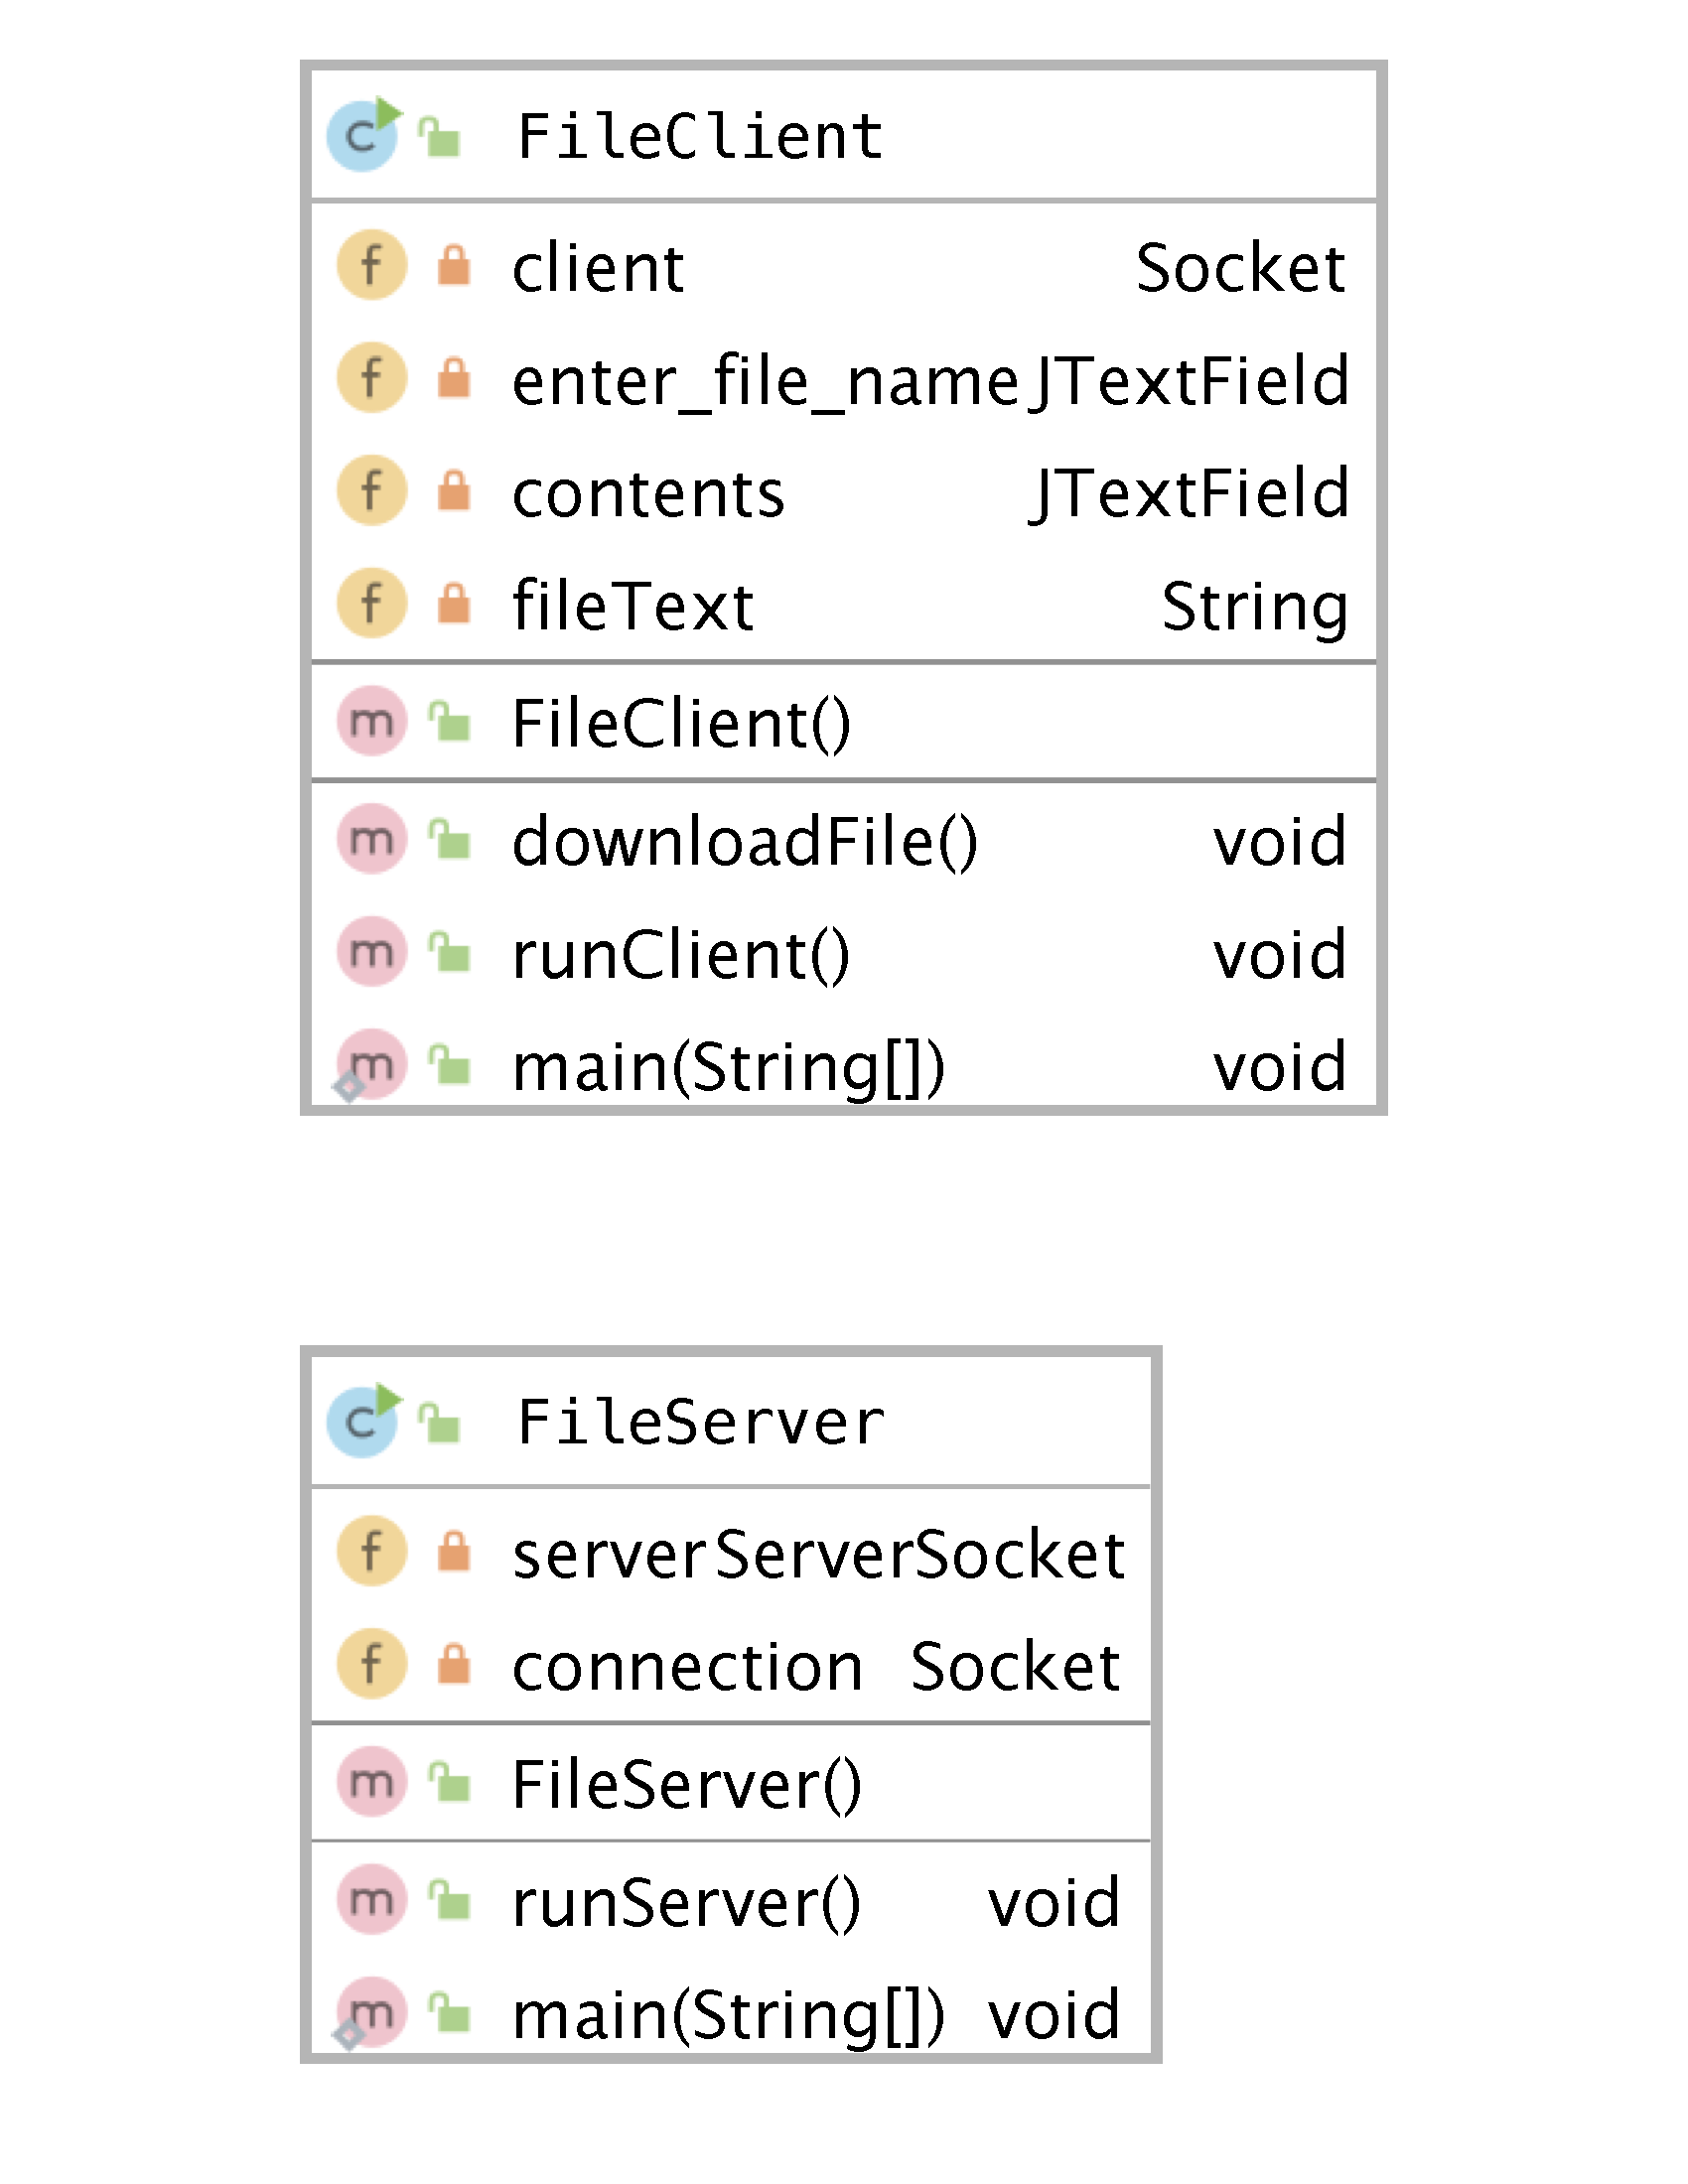 C FileClient
f client Socket
f enter_file_name JTextField
f contents JTextField
f fileText String
m FileClient()
m downloadFile() void
m runClient() void
m main(String[]) void
C FileServer
f server ServerSocket
f connection Socket
m FileServer()
m runServer() void
m main(String[]) void